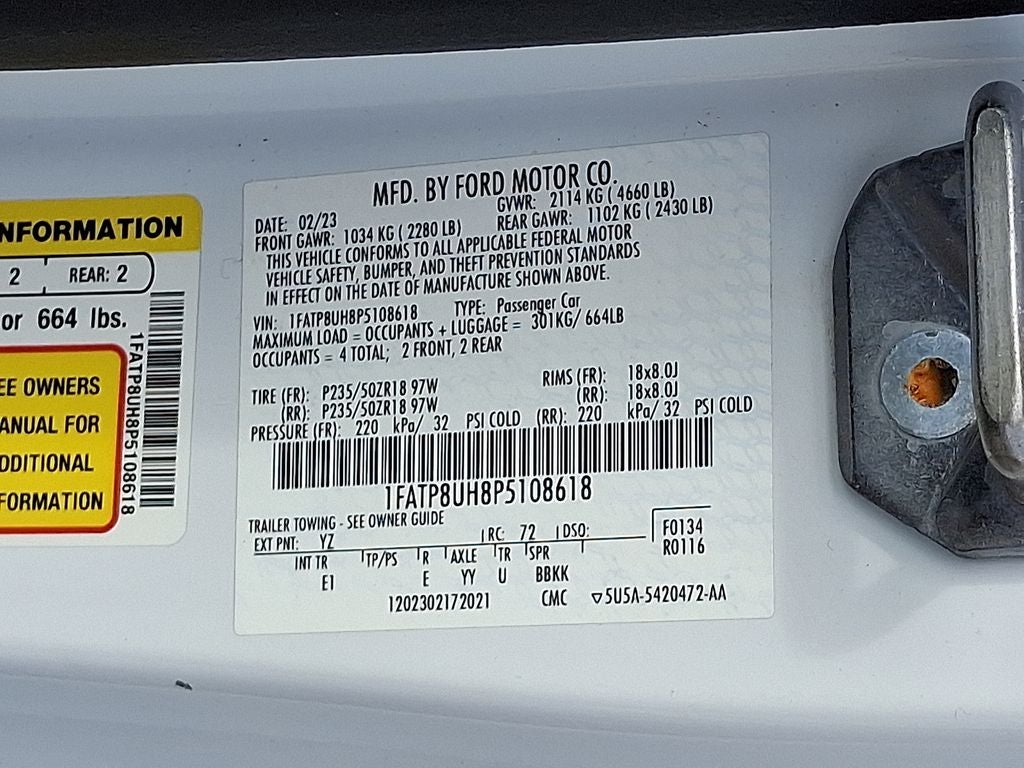 NFORMATION
2 REAR: 2
or 664 lbs.
EE OWNERS
ANUAL FOR
DDITIONAL
FORMATION
1FATP8UH8P5108618
MFD. BY FORD MOTOR CO.
DATE: 02/23 GVWR: 2114 KG ( 4660 LB)
FRONT GAWR: 1034 KG ( 2280 LB) REAR GAWR: 1102 KG ( 2430 LB)
THIS VEHICLE CONFORMS TO ALL APPLICABLE FEDERAL MOTOR
VEHICLE SAFETY, BUMPER, AND THEFT PREVENTION STANDARDS
IN EFFECT ON THE DATE OF MANUFACTURE SHOWN ABOVE.
VIN: 1FATP8UH8P5108618 TYPE: Passenger Car
MAXIMUM LOAD = OCCUPANTS + LUGGAGE = 301KG/ 664LB
OCCUPANTS = 4 TOTAL; 2 FRONT, 2 REAR
TIRE (FR): P235/50ZR18 97W RIMS (FR): 18x8.0J
(RR): P235/50ZR18 97W (RR): 18x8.0J
PRESSURE (FR): 220 kPa/ 32 PSI COLD (RR): 220 kPa/ 32 PSI COLD
1FATP8UH8P5108618
TRAILER TOWING - SEE OWNER GUIDE
EXT PNT: YZ RC: 72 DSO: F0134
INT TR TP/PS R AXLE TR SPR R0116
E1 E YY U BBKK
1202302172021 CMC ▽5U5A-5420472-AA